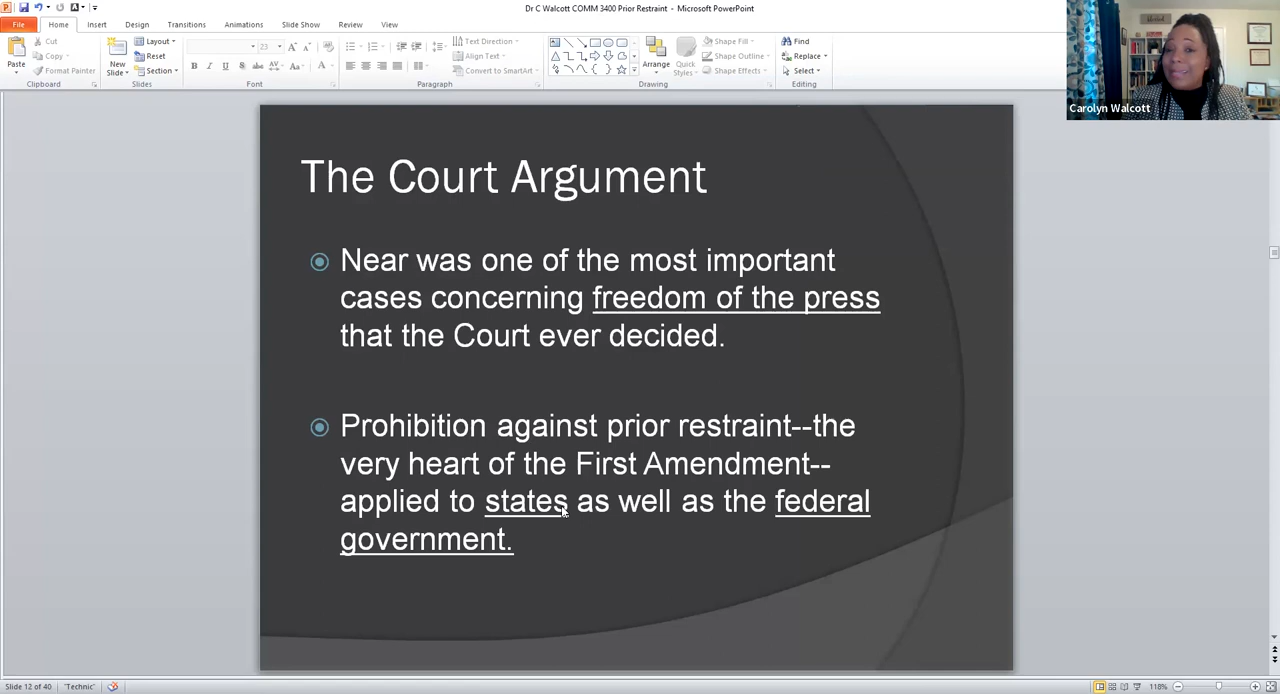 Dr C Walcott COMM 3400 Prior Restraint - Microsoft PowerPoint
File Home Insert Design Transitions Animations Slide Show Review View
Paste
Cut
Copy
Format Painter
Clipboard
New Slide
Layout
Reset
Section
Slides
23
Font
Text Direction
Align Text
Convert to SmartArt
Paragraph
Arrange
Quick Styles
Shape Fill
Shape Outline
Shape Effects
Drawing
Find
Replace
Select
Editing
Carolyn Walcott
The Court Argument
Near was one of the most important
cases concerning freedom of the press
that the Court ever decided.
Prohibition against prior restraint--the
very heart of the First Amendment--
applied to states as well as the federal
government.
Slide 12 of 40 "Technic" 118%